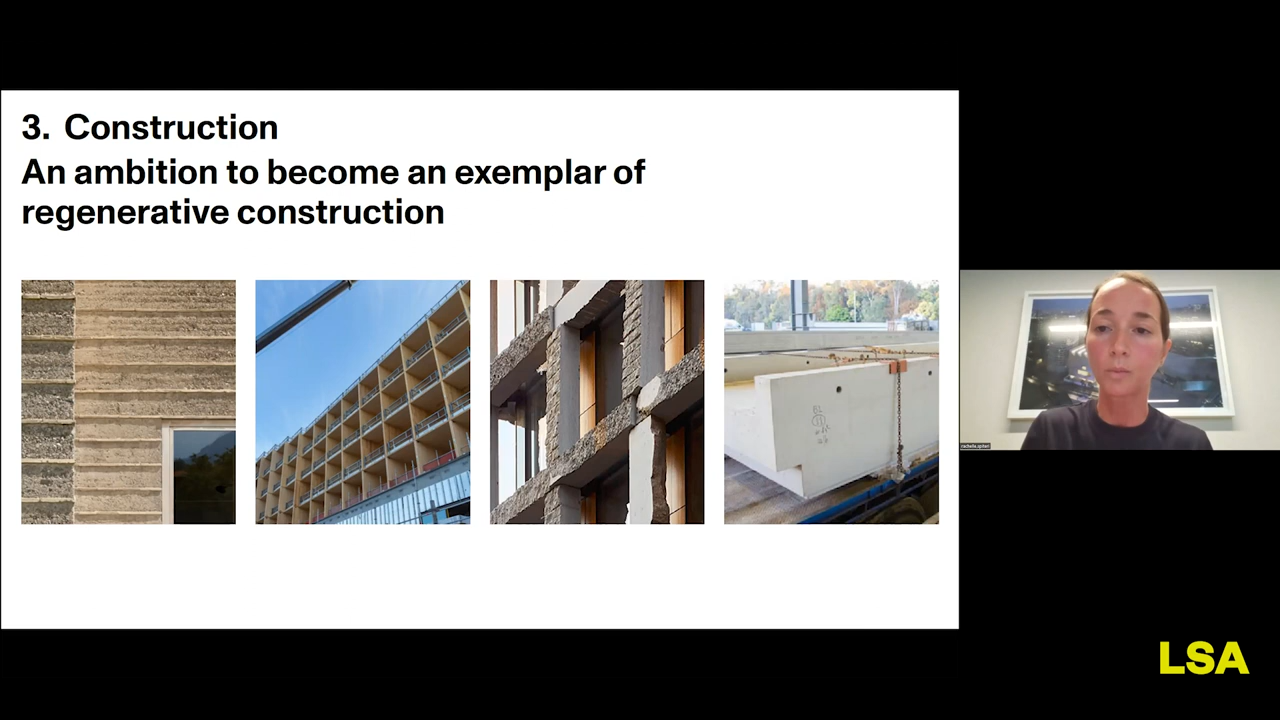 3. Construction
An ambition to become an exemplar of
regenerative construction
LSA